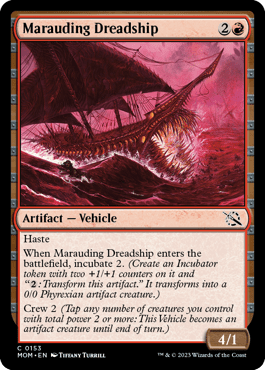 Marauding Dreadship 2
Artifact — Vehicle
Haste
When Marauding Dreadship enters the
battlefield, incubate 2. (Create an Incubator
token with two +1/+1 counters on it and
“2: Transform this artifact.” It transforms into a
0/0 Phyrexian artifact creature.)
Crew 2 (Tap any number of creatures you
control with total power 2 or more: This Vehicle becomes an
artifact creature until end of turn.)
4/1
C 0153
MOM • EN Tiffany Turrill
™ & © 2023 Wizards of the Coast